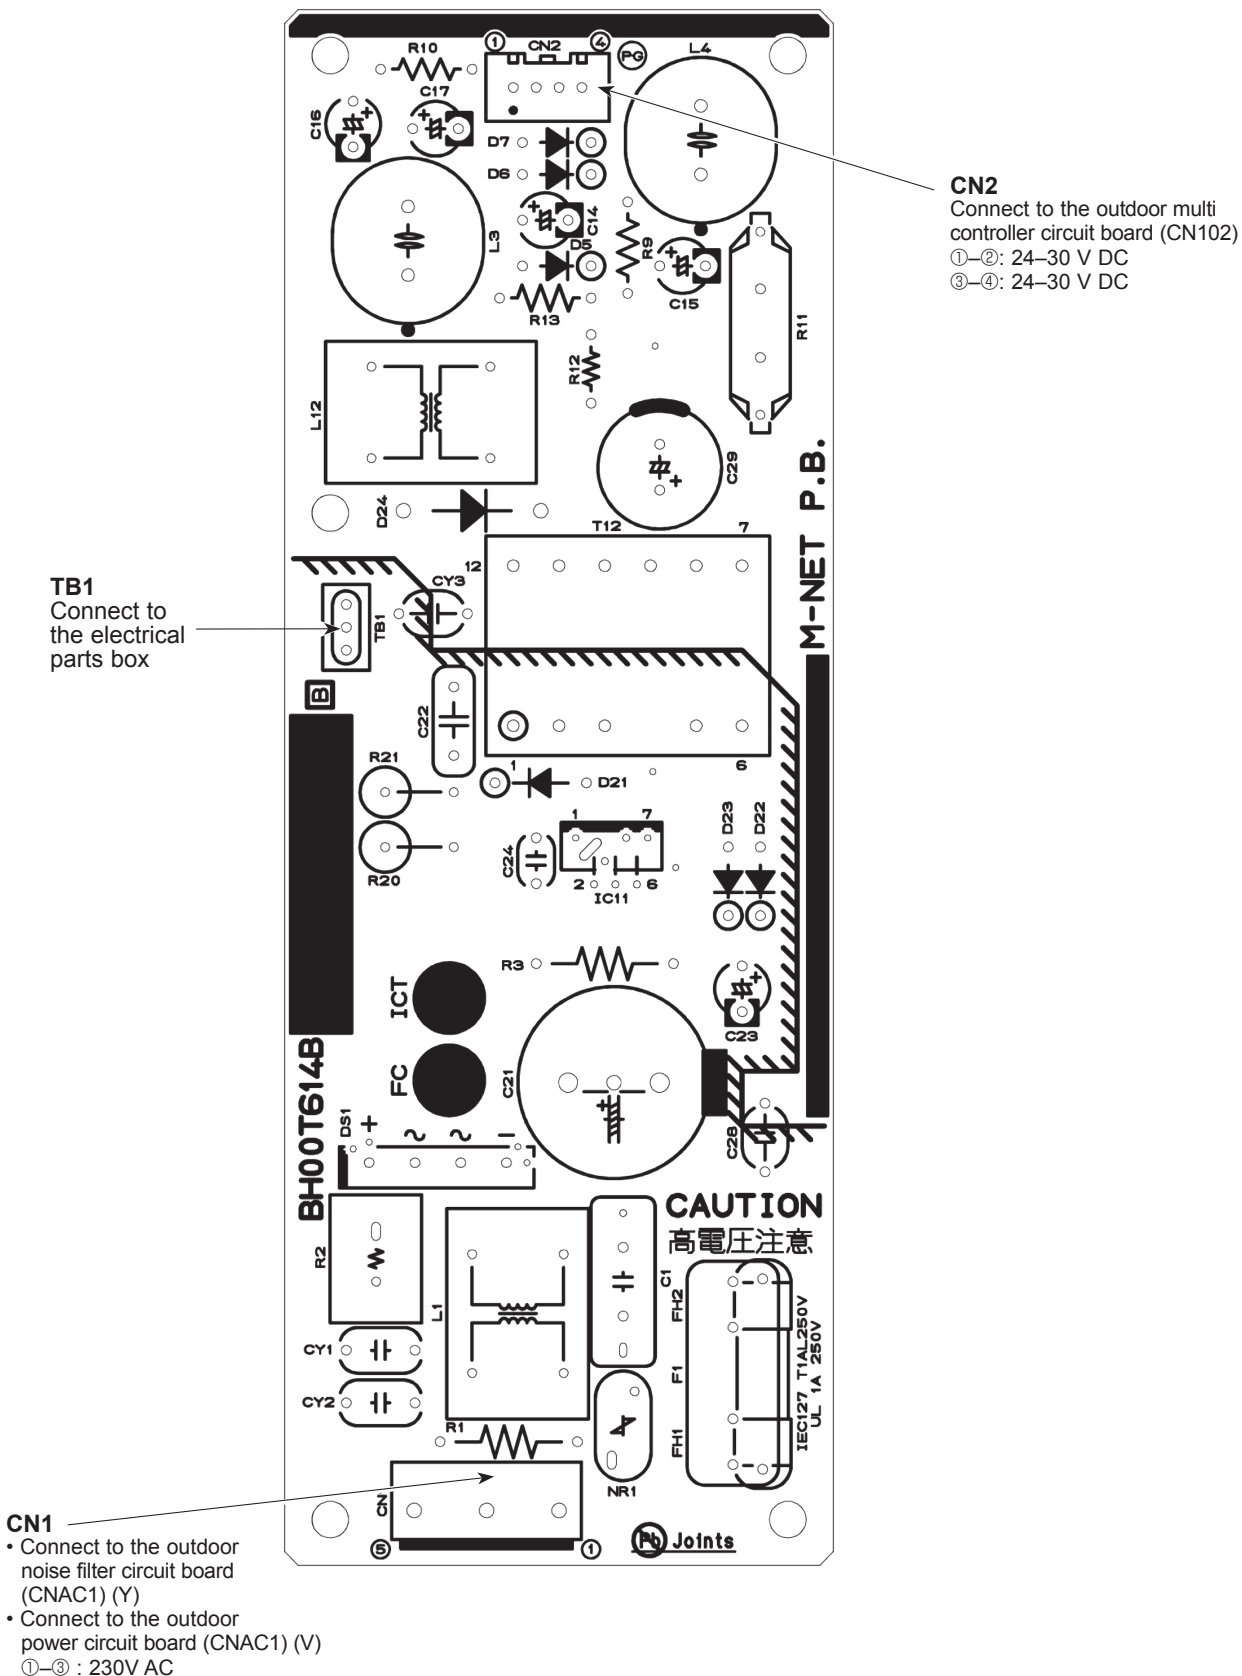 ① CN2 ④ PG L4
R10
C17
C16
D7
D6
C14
L3
D5
R9
C15
R13
R11
R12
L12
C29
D24
T12
7
12
CY3
TB1
M-NET P.B.
B
C22
R21
1
6
D21
R20
1 7
C24
2 6
IC11
D23
D22
R3
ICT
C23
FC
C21
BH00T614B
DS1
+ ~ ~ −
C28
CAUTION
高電圧注意
R2
L1
C1
FH2
F1
FH1
IEC127 T1AL250V
UL 1A 250V
CY1
CY2
R1
NR1
CN
⑤ ①
Pb Joints
CN2
Connect to the outdoor multi
controller circuit board (CN102)
①–②: 24–30 V DC
③–④: 24–30 V DC
TB1
Connect to
the electrical
parts box
CN1
• Connect to the outdoor
noise filter circuit board
(CNAC1) (Y)
• Connect to the outdoor
power circuit board (CNAC1) (V)
①–③ : 230V AC